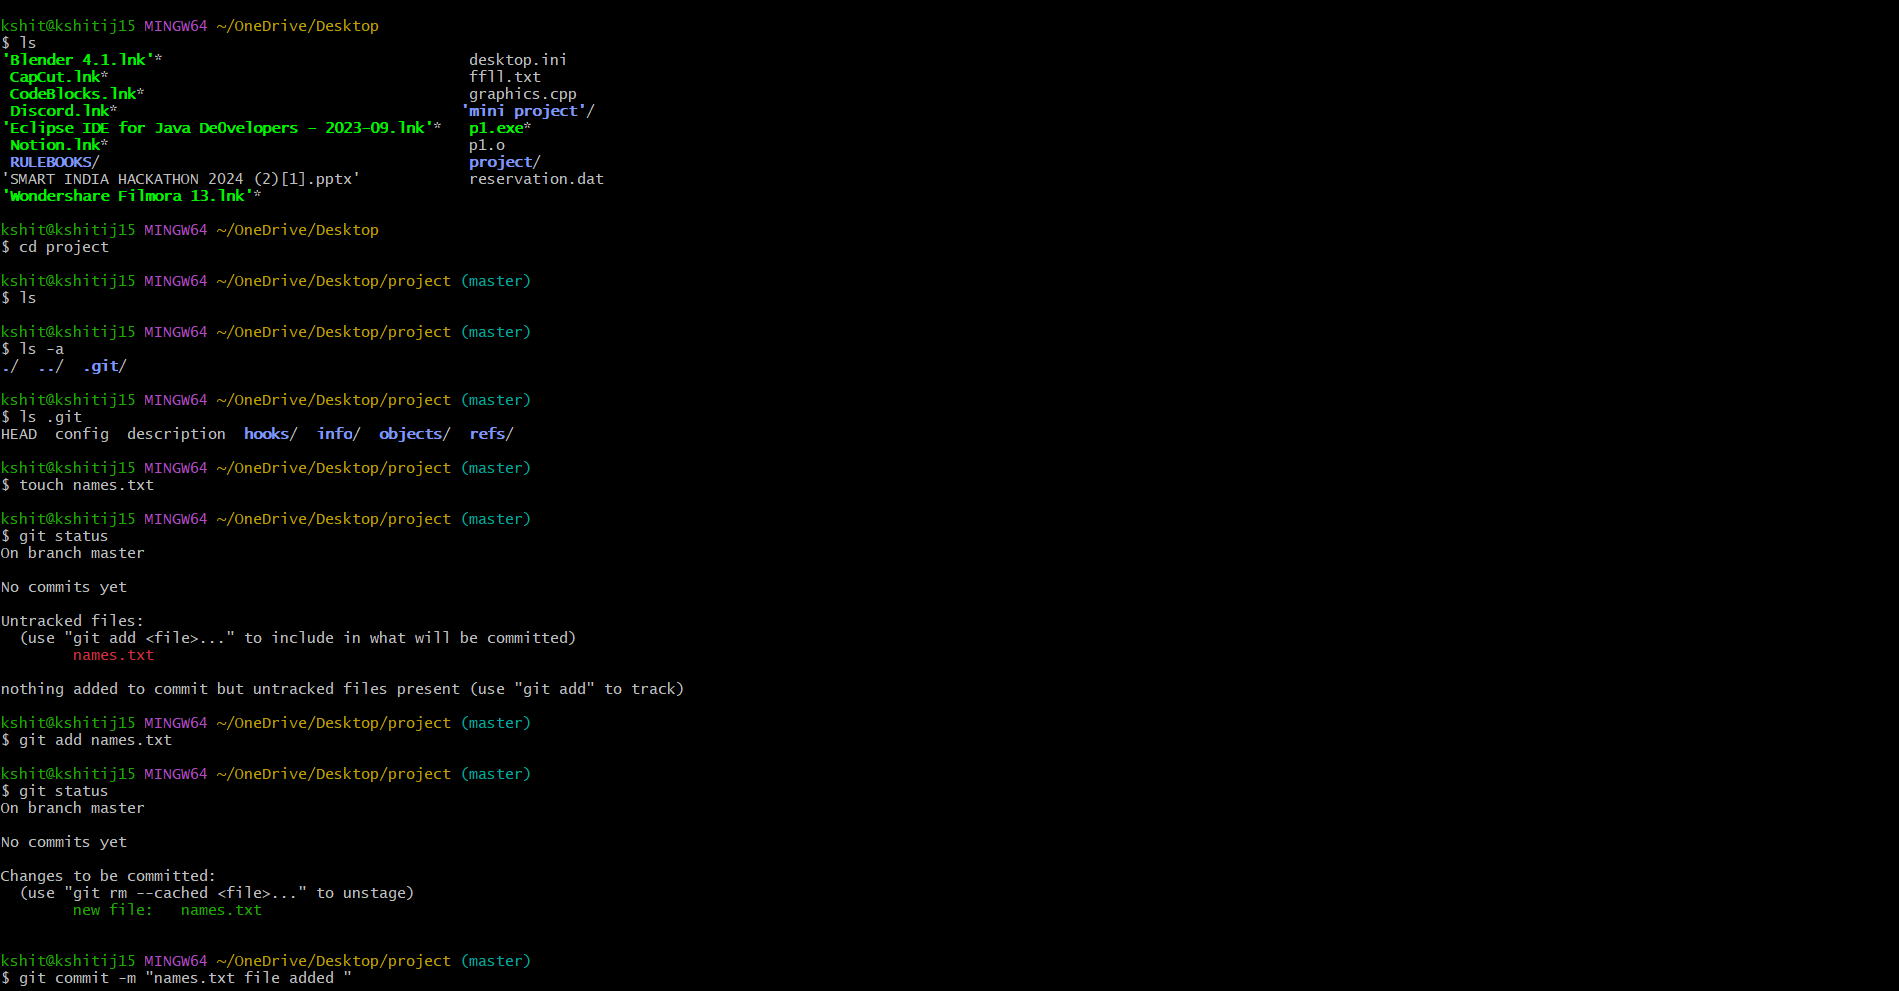 kshit@kshitij15 MINGW64 ~/OneDrive/Desktop
$ ls
'Blender 4.1.lnk'*                                  desktop.ini
 CapCut.lnk*                                        ffll.txt
 CodeBlocks.lnk*                                    graphics.cpp
 Discord.lnk*                                      'mini project'/
'Eclipse IDE for Java DeOvelopers - 2023-09.lnk'*   p1.exe*
 Notion.lnk*                                        p1.o
 RULEBOOKS/                                         project/
'SMART INDIA HACKATHON 2024 (2)[1].pptx'            reservation.dat
'Wondershare Filmora 13.lnk'*
kshit@kshitij15 MINGW64 ~/OneDrive/Desktop
$ cd project
kshit@kshitij15 MINGW64 ~/OneDrive/Desktop/project (master)
$ ls
kshit@kshitij15 MINGW64 ~/OneDrive/Desktop/project (master)
$ ls -a
./  ../  .git/
kshit@kshitij15 MINGW64 ~/OneDrive/Desktop/project (master)
$ ls .git
HEAD  config  description  hooks/  info/  objects/  refs/
kshit@kshitij15 MINGW64 ~/OneDrive/Desktop/project (master)
$ touch names.txt
kshit@kshitij15 MINGW64 ~/OneDrive/Desktop/project (master)
$ git status
On branch master
No commits yet
Untracked files:
  (use "git add <file>..." to include in what will be committed)
        names.txt
nothing added to commit but untracked files present (use "git add" to track)
kshit@kshitij15 MINGW64 ~/OneDrive/Desktop/project (master)
$ git add names.txt
kshit@kshitij15 MINGW64 ~/OneDrive/Desktop/project (master)
$ git status
On branch master
No commits yet
Changes to be committed:
  (use "git rm --cached <file>..." to unstage)
        new file:   names.txt
kshit@kshitij15 MINGW64 ~/OneDrive/Desktop/project (master)
$ git commit -m "names.txt file added "